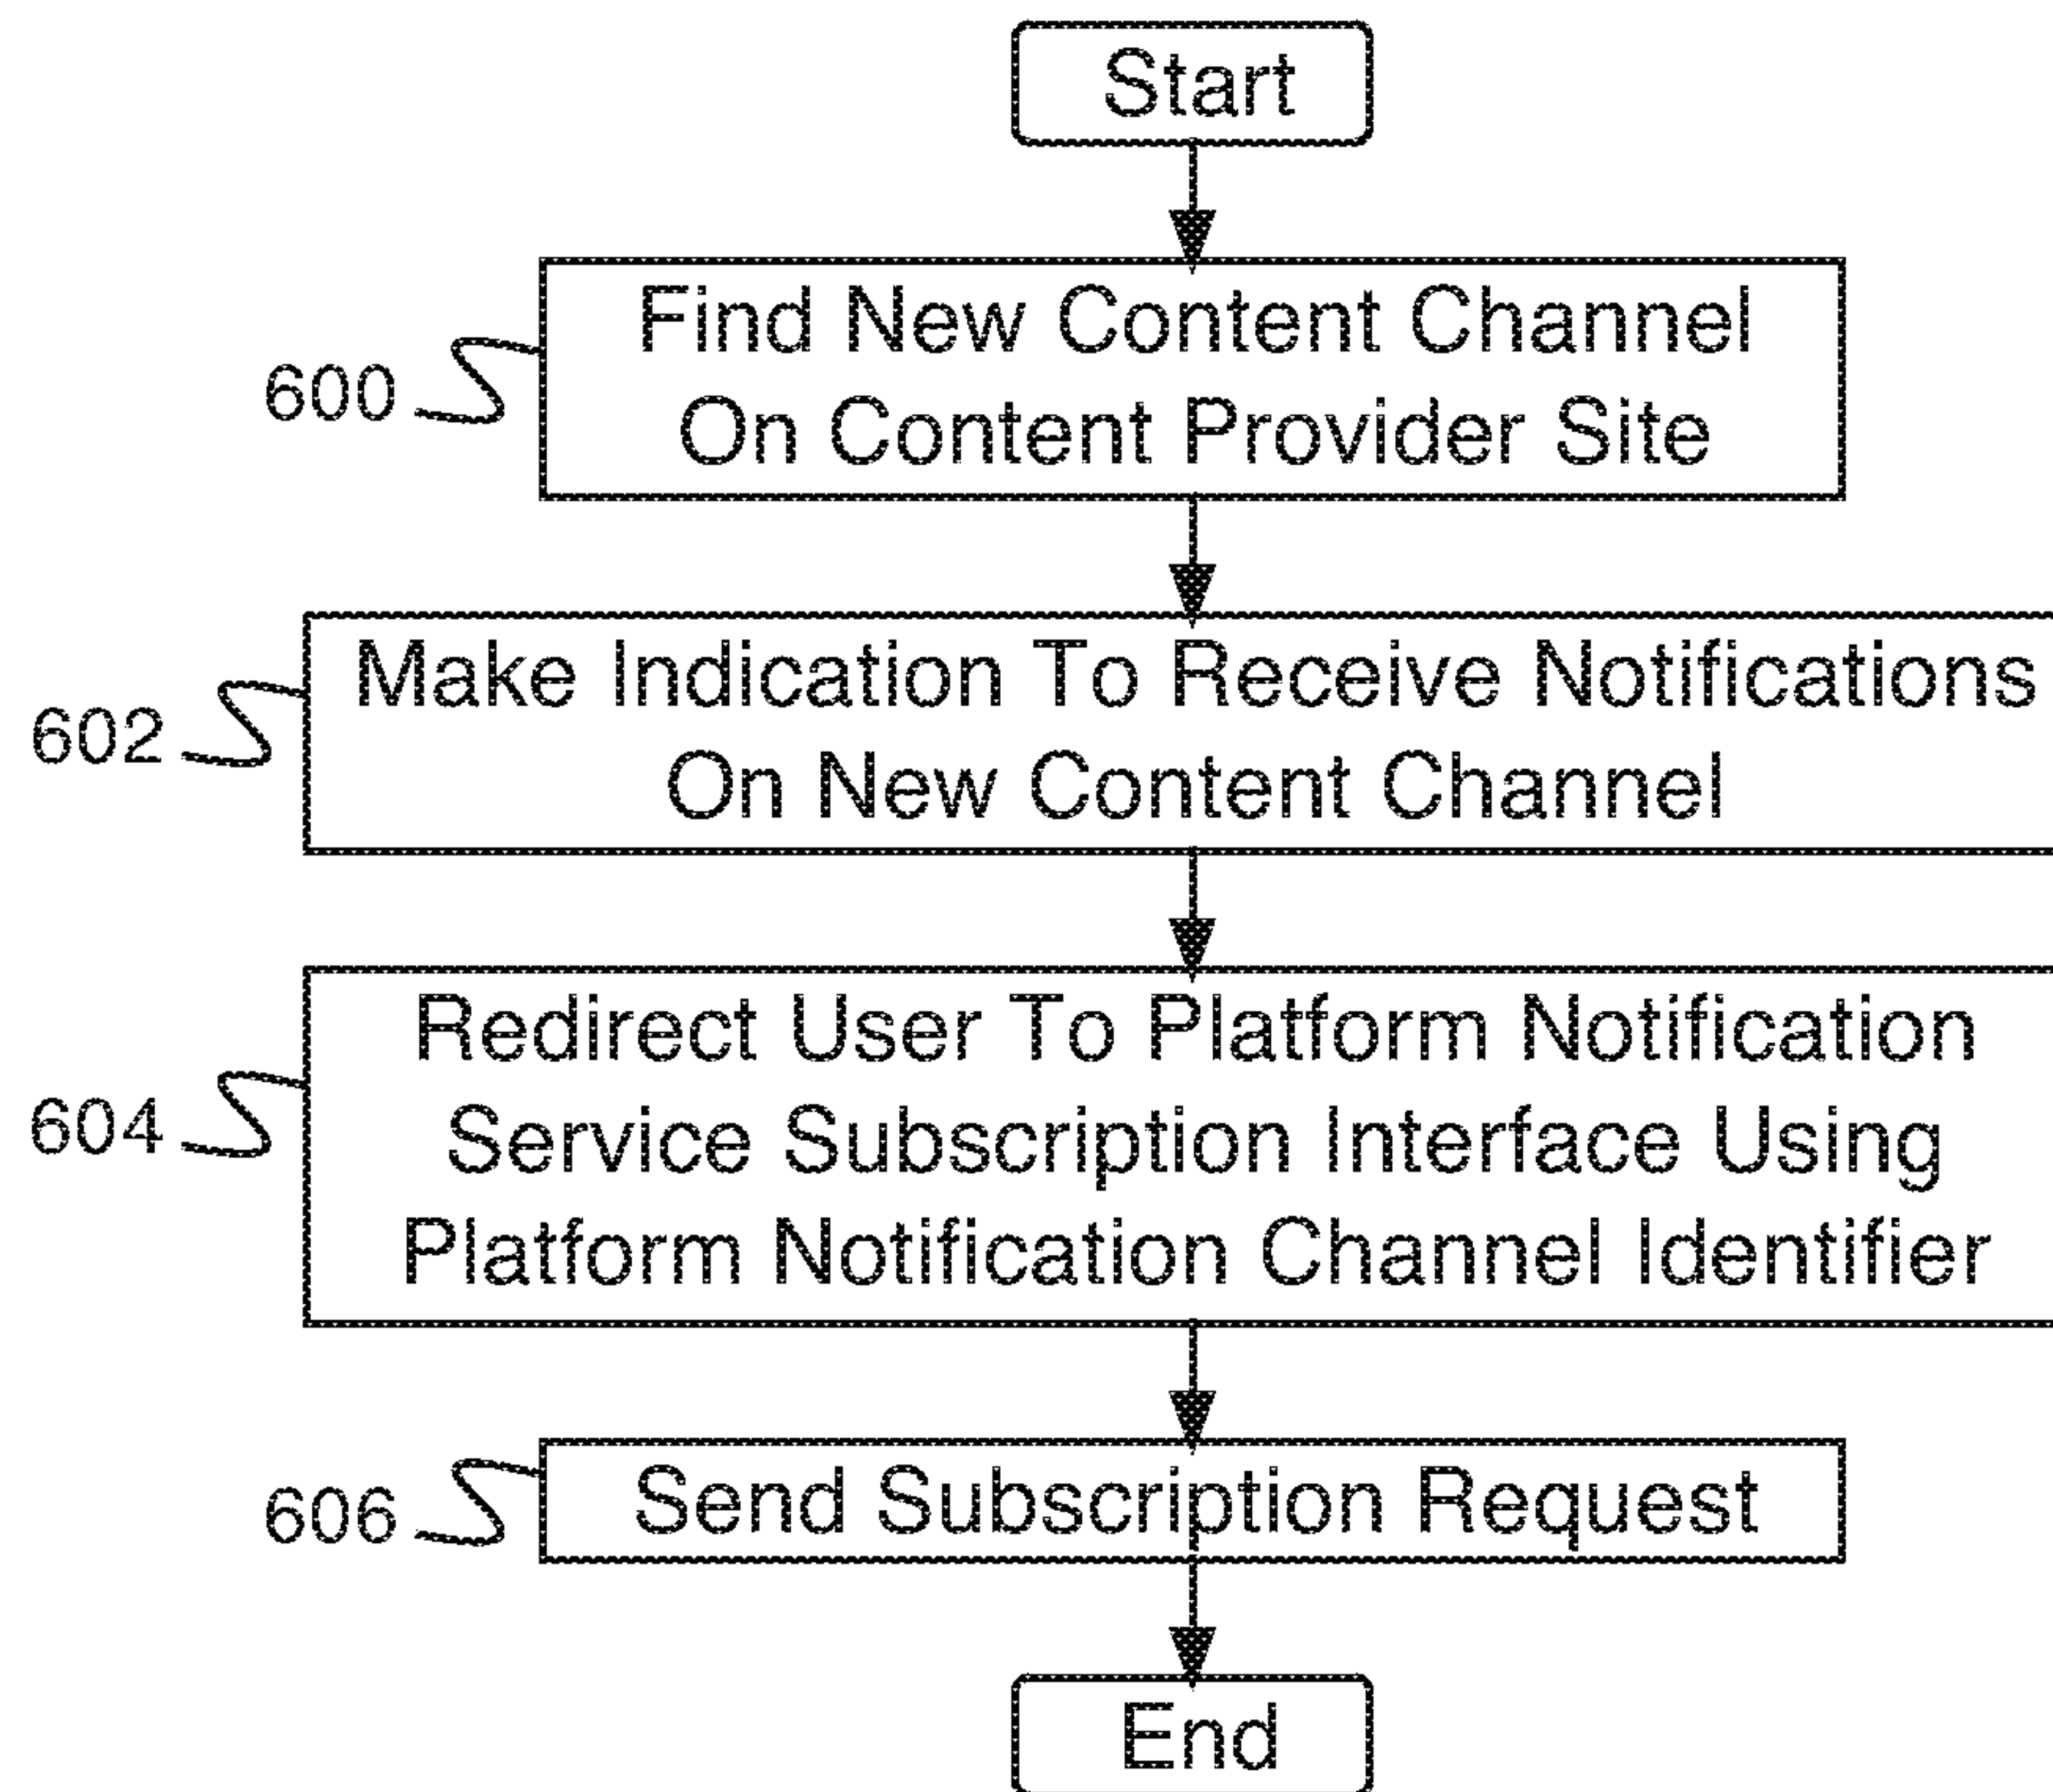 Start
Find New Content Channel
On Content Provider Site
600
Make Indication To Receive Notifications
On New Content Channel
602
Redirect User To Platform Notification
Service Subscription Interface Using
Platform Notification Channel Identifier
604
Send Subscription Request
606
End